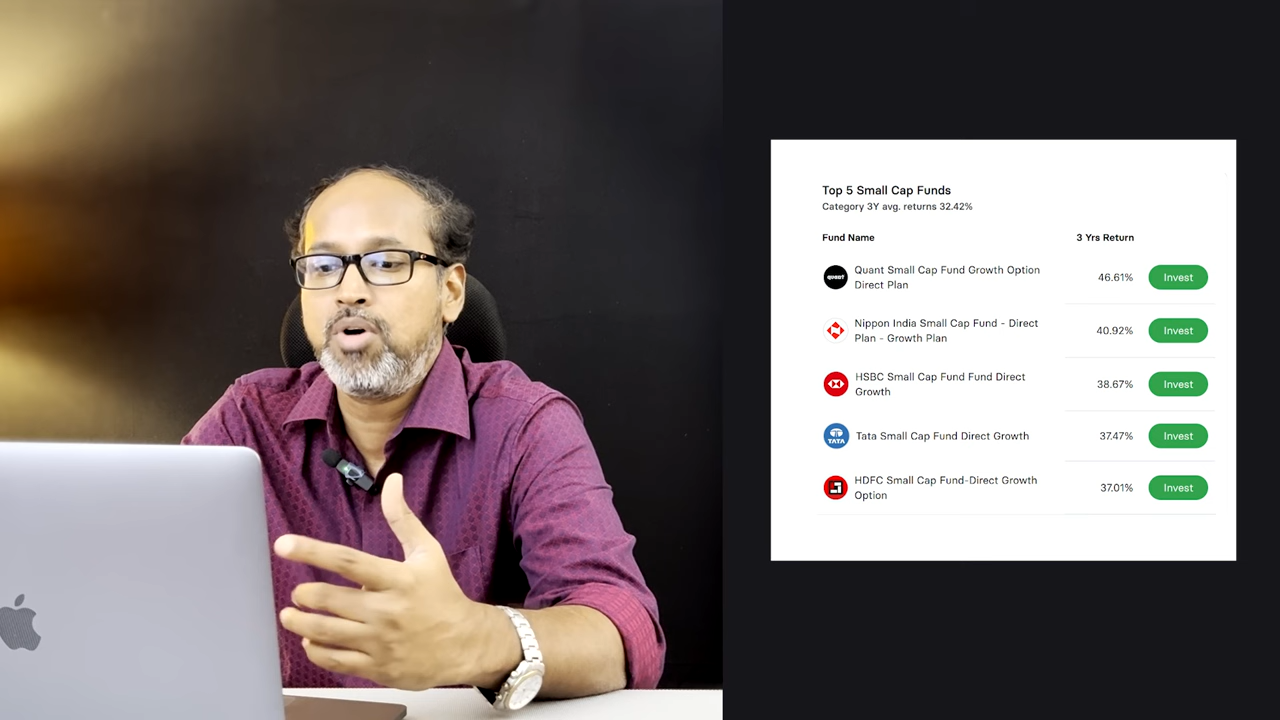 Top 5 Small Cap Funds
Category 3Y avg. returns 32.42%
Fund Name 3 Yrs Return
QUANT Quant Small Cap Fund Growth Option
Direct Plan 46.61% Invest
Nippon India Small Cap Fund - Direct
Plan - Growth Plan 40.92% Invest
HSBC Small Cap Fund Fund Direct
Growth 38.67% Invest
TATA Tata Small Cap Fund Direct Growth 37.47% Invest
HDFC Small Cap Fund-Direct Growth
Option 37.01% Invest